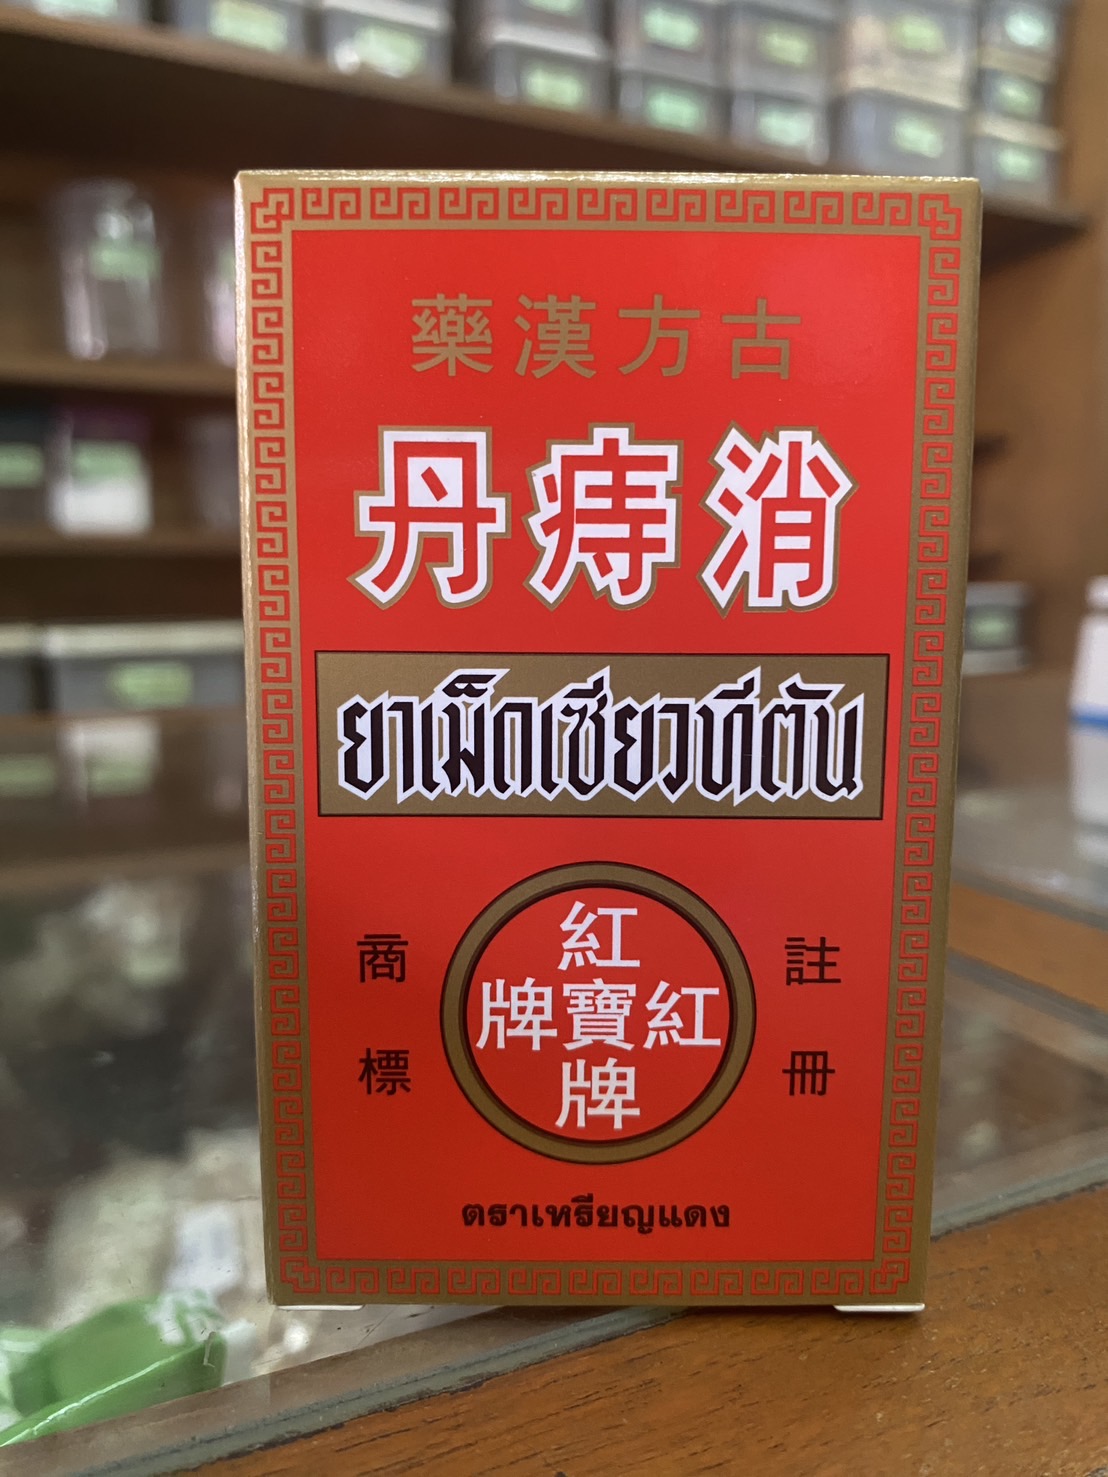 古方漢藥
消痔丹
ยาเม็ดเซียวทีตัน
紅
紅寶牌
牌
註冊
商標
ตราเหรียญแดง